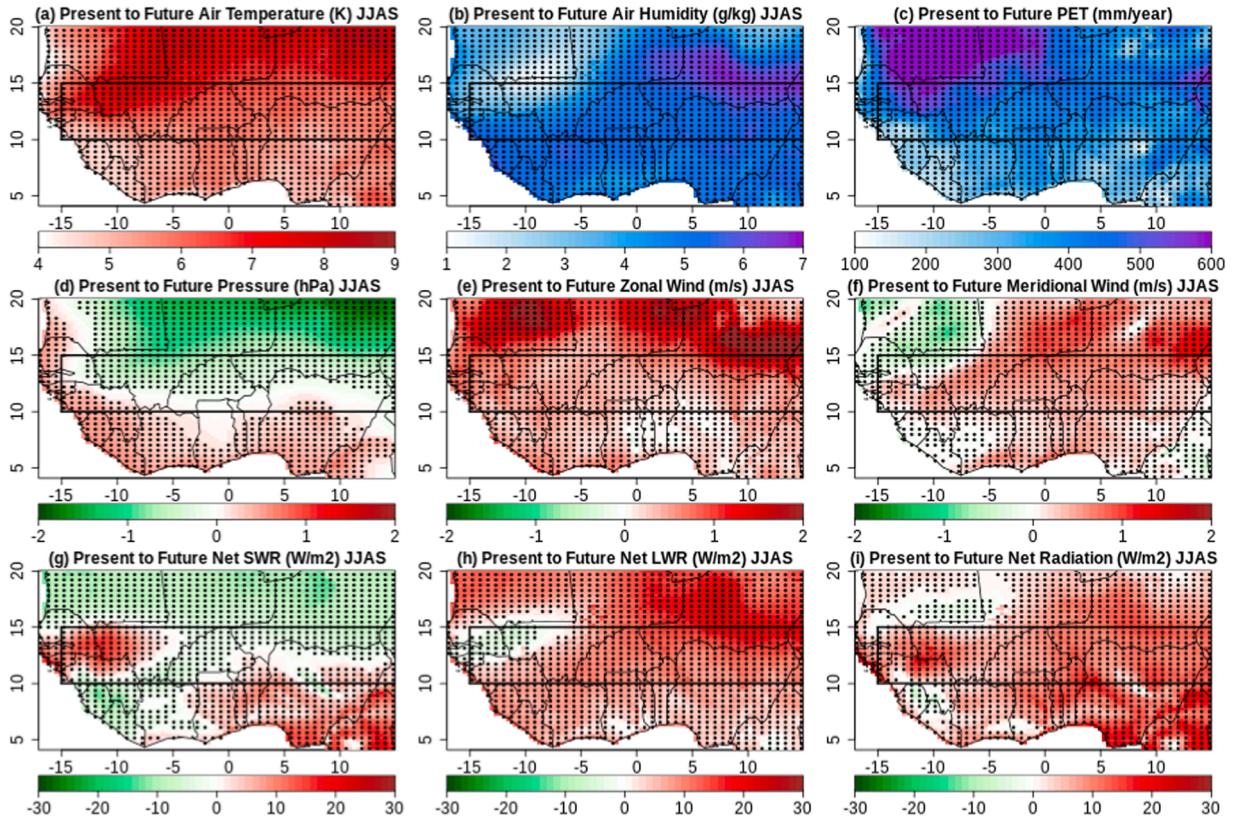 (a) Present to Future Air Temperature (K) JJAS
(b) Present to Future Air Humidity (g/kg) JJAS
(c) Present to Future PET (mm/year)
20
15
10
5
-15 -10 -5 0 5 10
4 5 6 7 8 9
20
15
10
5
-15 -10 -5 0 5 10
1 2 3 4 5 6 7
20
15
10
5
-15 -10 -5 0 5 10
100 200 300 400 500 600
(d) Present to Future Pressure (hPa) JJAS
(e) Present to Future Zonal Wind (m/s) JJAS
(f) Present to Future Meridional Wind (m/s) JJAS
20
15
10
5
-15 -10 -5 0 5 10
-2 -1 0 1 2
20
15
10
5
-15 -10 -5 0 5 10
-2 -1 0 1 2
20
15
10
5
-15 -10 -5 0 5 10
-2 -1 0 1 2
(g) Present to Future Net SWR (W/m2) JJAS
(h) Present to Future Net LWR (W/m2) JJAS
(i) Present to Future Net Radiation (W/m2) JJAS
20
15
10
5
-15 -10 -5 0 5 10
-30 -20 -10 0 10 20 30
20
15
10
5
-15 -10 -5 0 5 10
-30 -20 -10 0 10 20 30
20
15
10
5
-15 -10 -5 0 5 10
-30 -20 -10 0 10 20 30